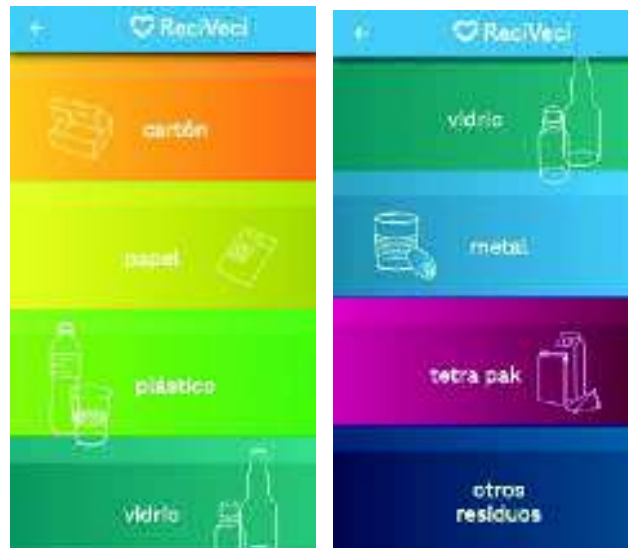 ReciVeci
cartón
papel
plástico
vidrio
ReciVeci
vidrio
metal
tetra pak
otros
residuos